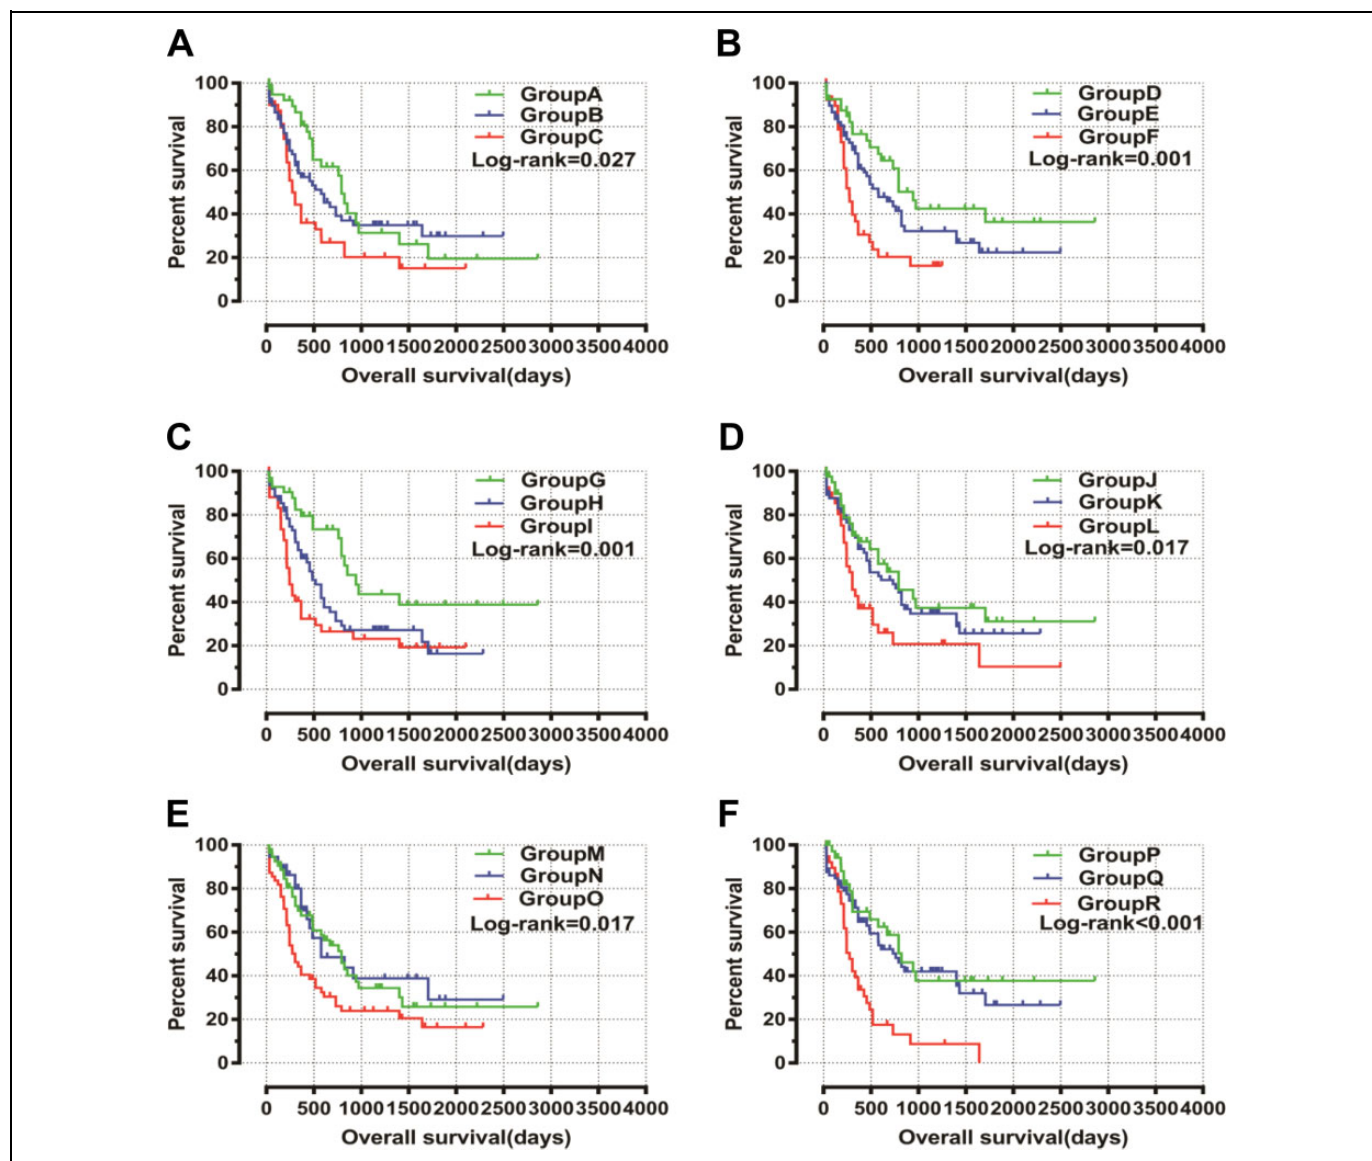 A
Percent survival
100
80
60
40
20
0
GroupA
GroupB
GroupC
Log-rank=0.027
0 500 1000 1500 2000 2500 3000 3500 4000
Overall survival(days)
B
Percent survival
100
80
60
40
20
0
GroupD
GroupE
GroupF
Log-rank=0.001
0 500 1000 1500 2000 2500 3000 3500 4000
Overall survival(days)
C
Percent survival
100
80
60
40
20
0
GroupG
GroupH
GroupI
Log-rank=0.001
0 500 1000 1500 2000 2500 3000 3500 4000
Overall survival(days)
D
Percent survival
100
80
60
40
20
0
GroupJ
GroupK
GroupL
Log-rank=0.017
0 500 1000 1500 2000 2500 3000 3500 4000
Overall survival(days)
E
Percent survival
100
80
60
40
20
0
GroupM
GroupN
GroupO
Log-rank=0.017
0 500 1000 1500 2000 2500 3000 3500 4000
Overall survival(days)
F
Percent survival
100
80
60
40
20
0
GroupP
GroupQ
GroupR
Log-rank<0.001
0 500 1000 1500 2000 2500 3000 3500 4000
Overall survival(days)